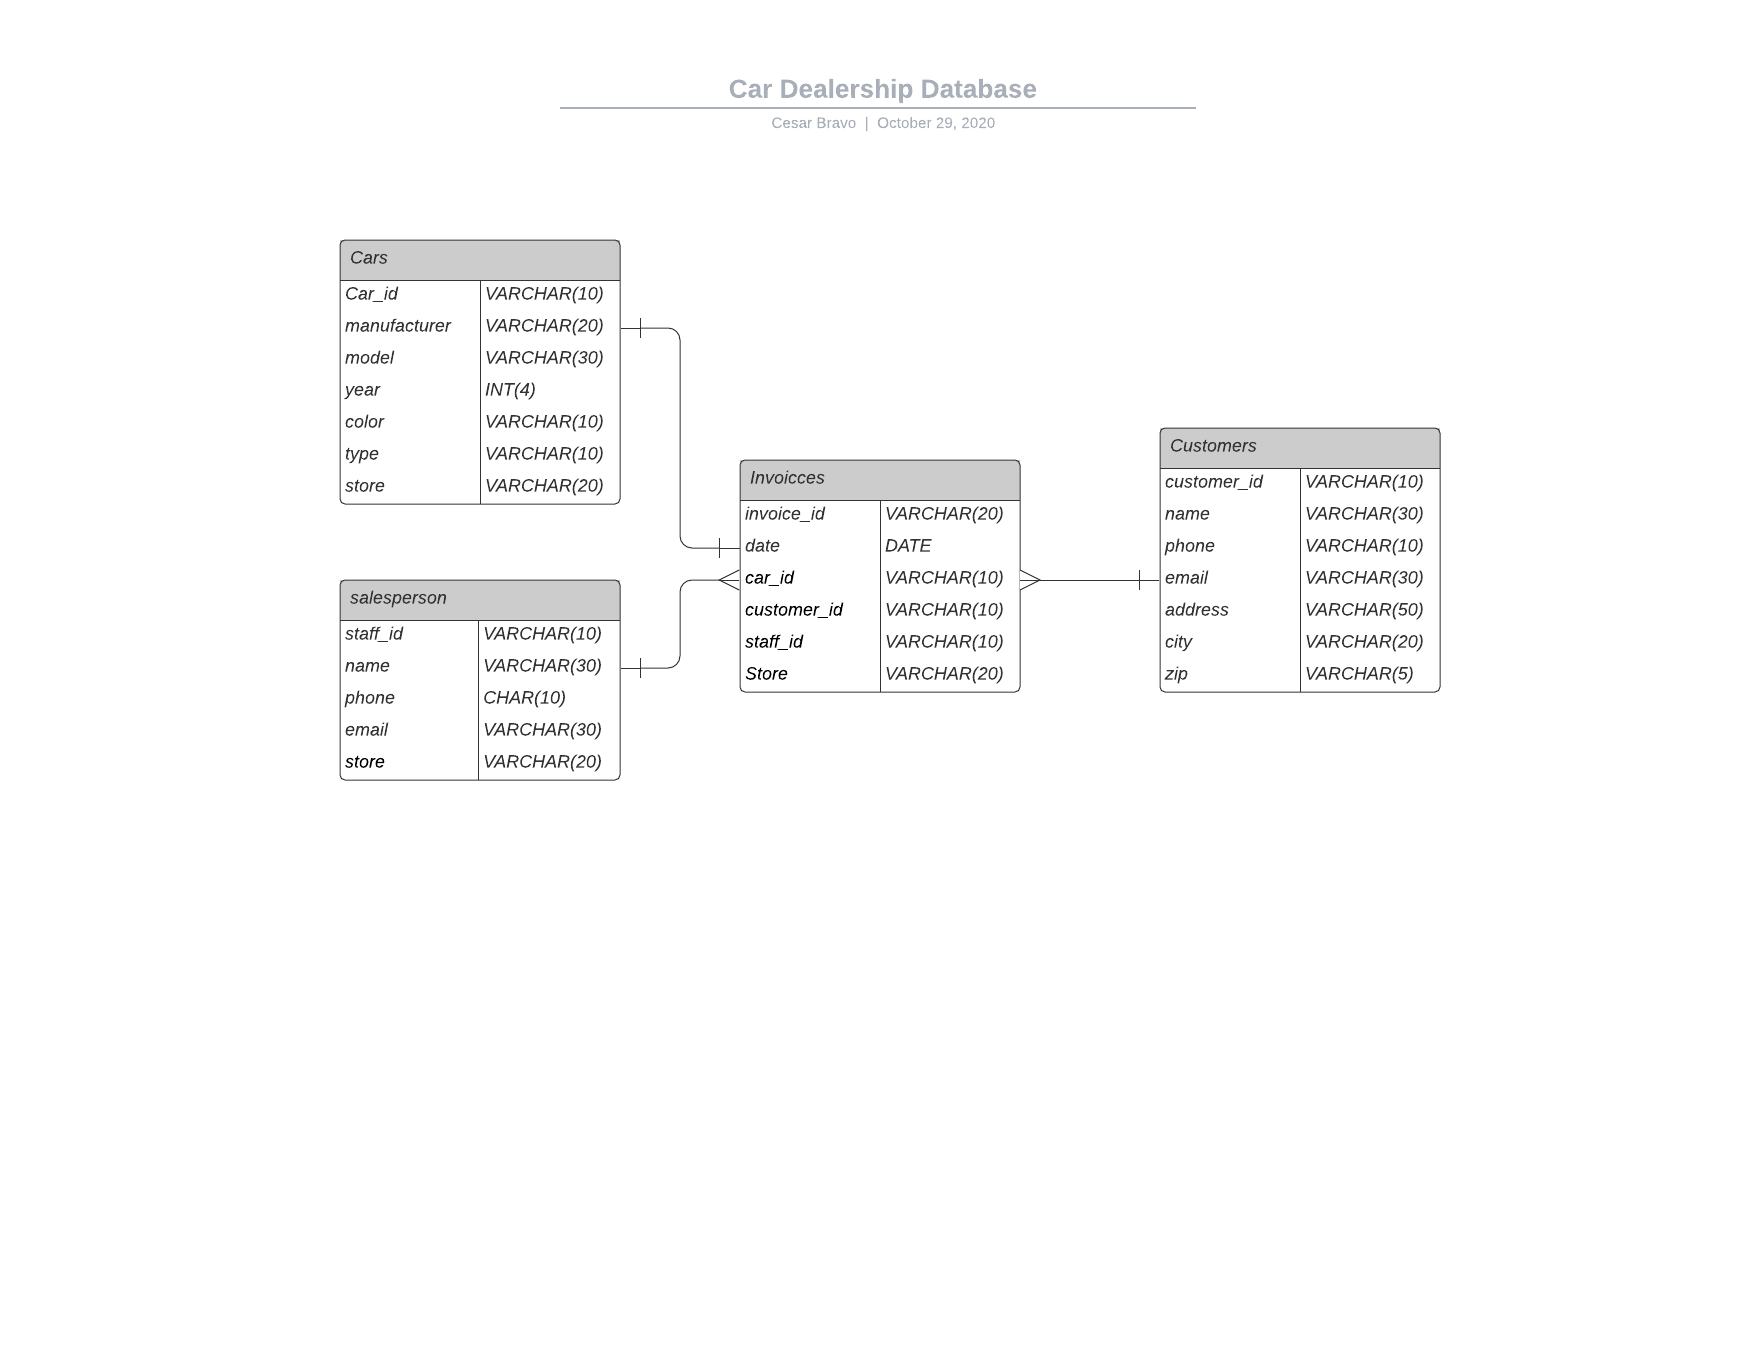 Car Dealership Database
Cesar Bravo | October 29, 2020
Cars
Car_id VARCHAR(10)
manufacturer VARCHAR(20)
model VARCHAR(30)
year INT(4)
color VARCHAR(10)
type VARCHAR(10)
store VARCHAR(20)
salesperson
staff_id VARCHAR(10)
name VARCHAR(30)
phone CHAR(10)
email VARCHAR(30)
store VARCHAR(20)
Invoicces
invoice_id VARCHAR(20)
date DATE
car_id VARCHAR(10)
customer_id VARCHAR(10)
staff_id VARCHAR(10)
Store VARCHAR(20)
Customers
customer_id VARCHAR(10)
name VARCHAR(30)
phone VARCHAR(10)
email VARCHAR(30)
address VARCHAR(50)
city VARCHAR(20)
zip VARCHAR(5)